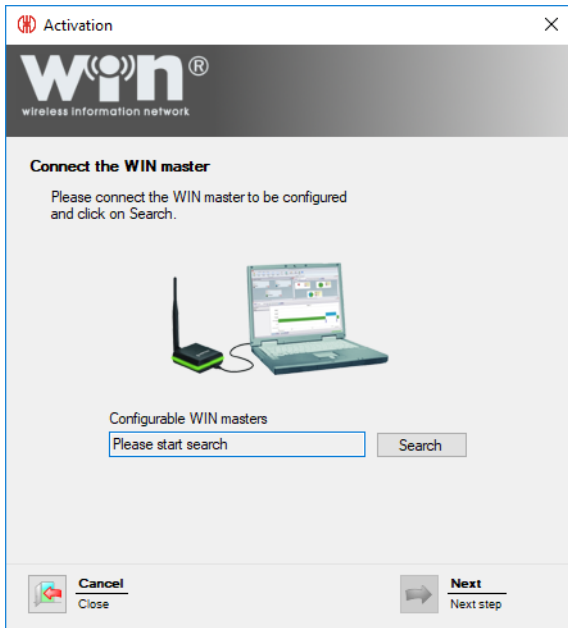 Activation
WIN®
wireless information network
Connect the WIN master
Please connect the WIN master to be configured
and click on Search.
Configurable WIN masters
Please start search
Search
Cancel
Close
Next
Next step